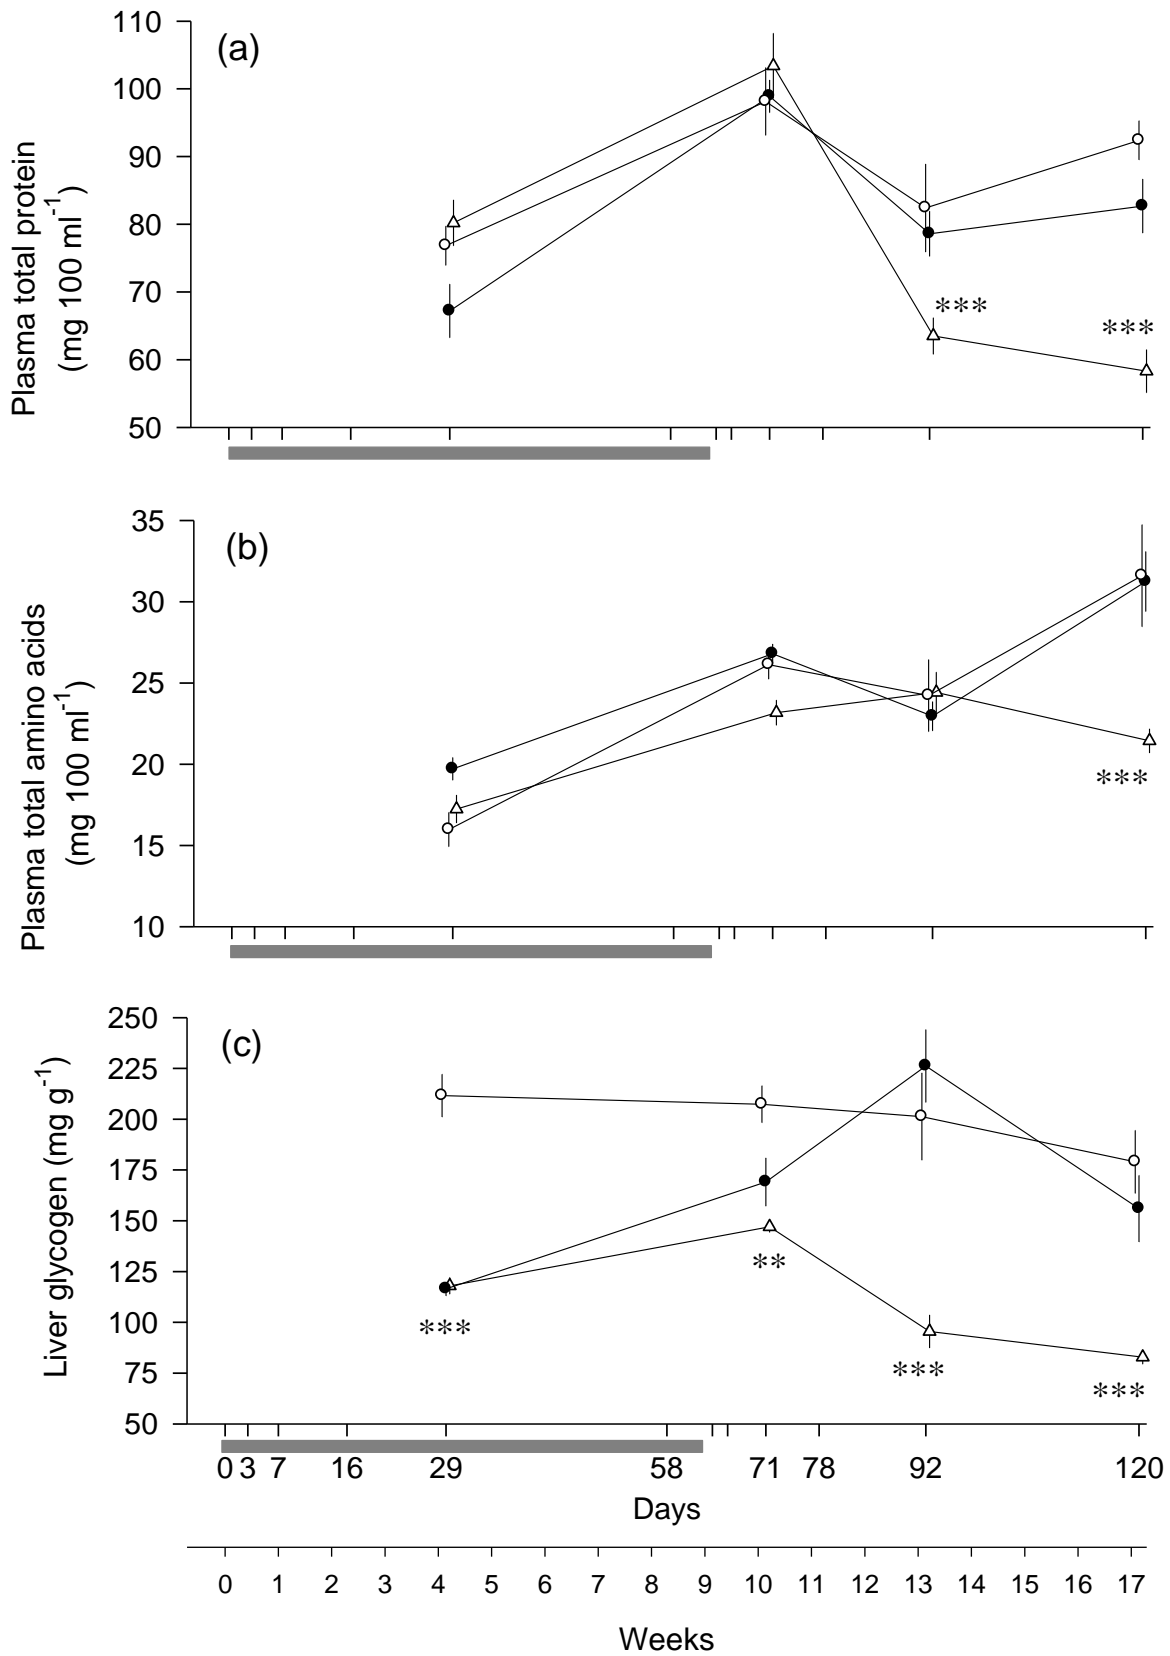 (a)
Plasma total protein
(mg 100 ml-1)
110
100
90
80
70
60
50
***
***
(b)
Plasma total amino acids
(mg 100 ml-1)
35
30
25
20
15
10
***
(c)
Liver glycogen (mg g-1)
250
225
200
175
150
125
100
75
50
***
**
***
***
0 3 7 16 29 58 71 78 92 120
Days
0 1 2 3 4 5 6 7 8 9 10 11 12 13 14 15 16 17
Weeks